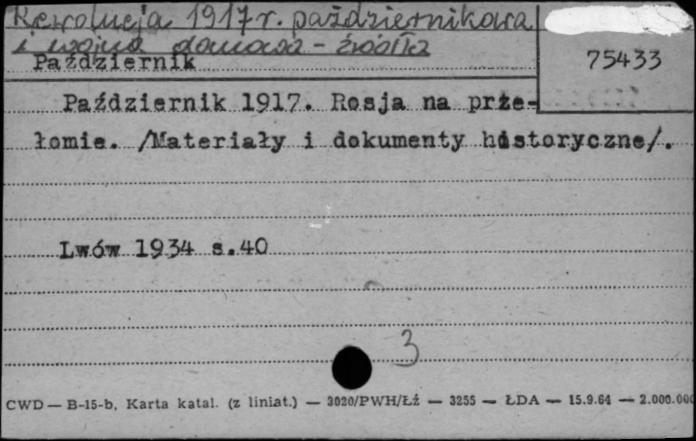 Rewolucja 1917 r. październikowa
i wojna domowa - źródła
75433
Październik
Październik 1917. Rosja na prze-
łomie. /Materiały i dokumenty historyczne/.
Lwów 1934 s.40
3
CWD — B-15-b, Karta katal. (z liniat.) — 3020/PWH/Łź — 3255 — ŁDA — 15.9.64 — 2.000.000